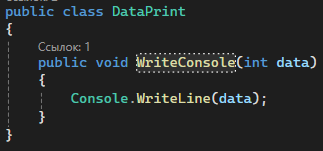 public class DataPrint
{
Ссылок: 1
public void WriteConsole(int data)
{
Console.WriteLine(data);
}
}